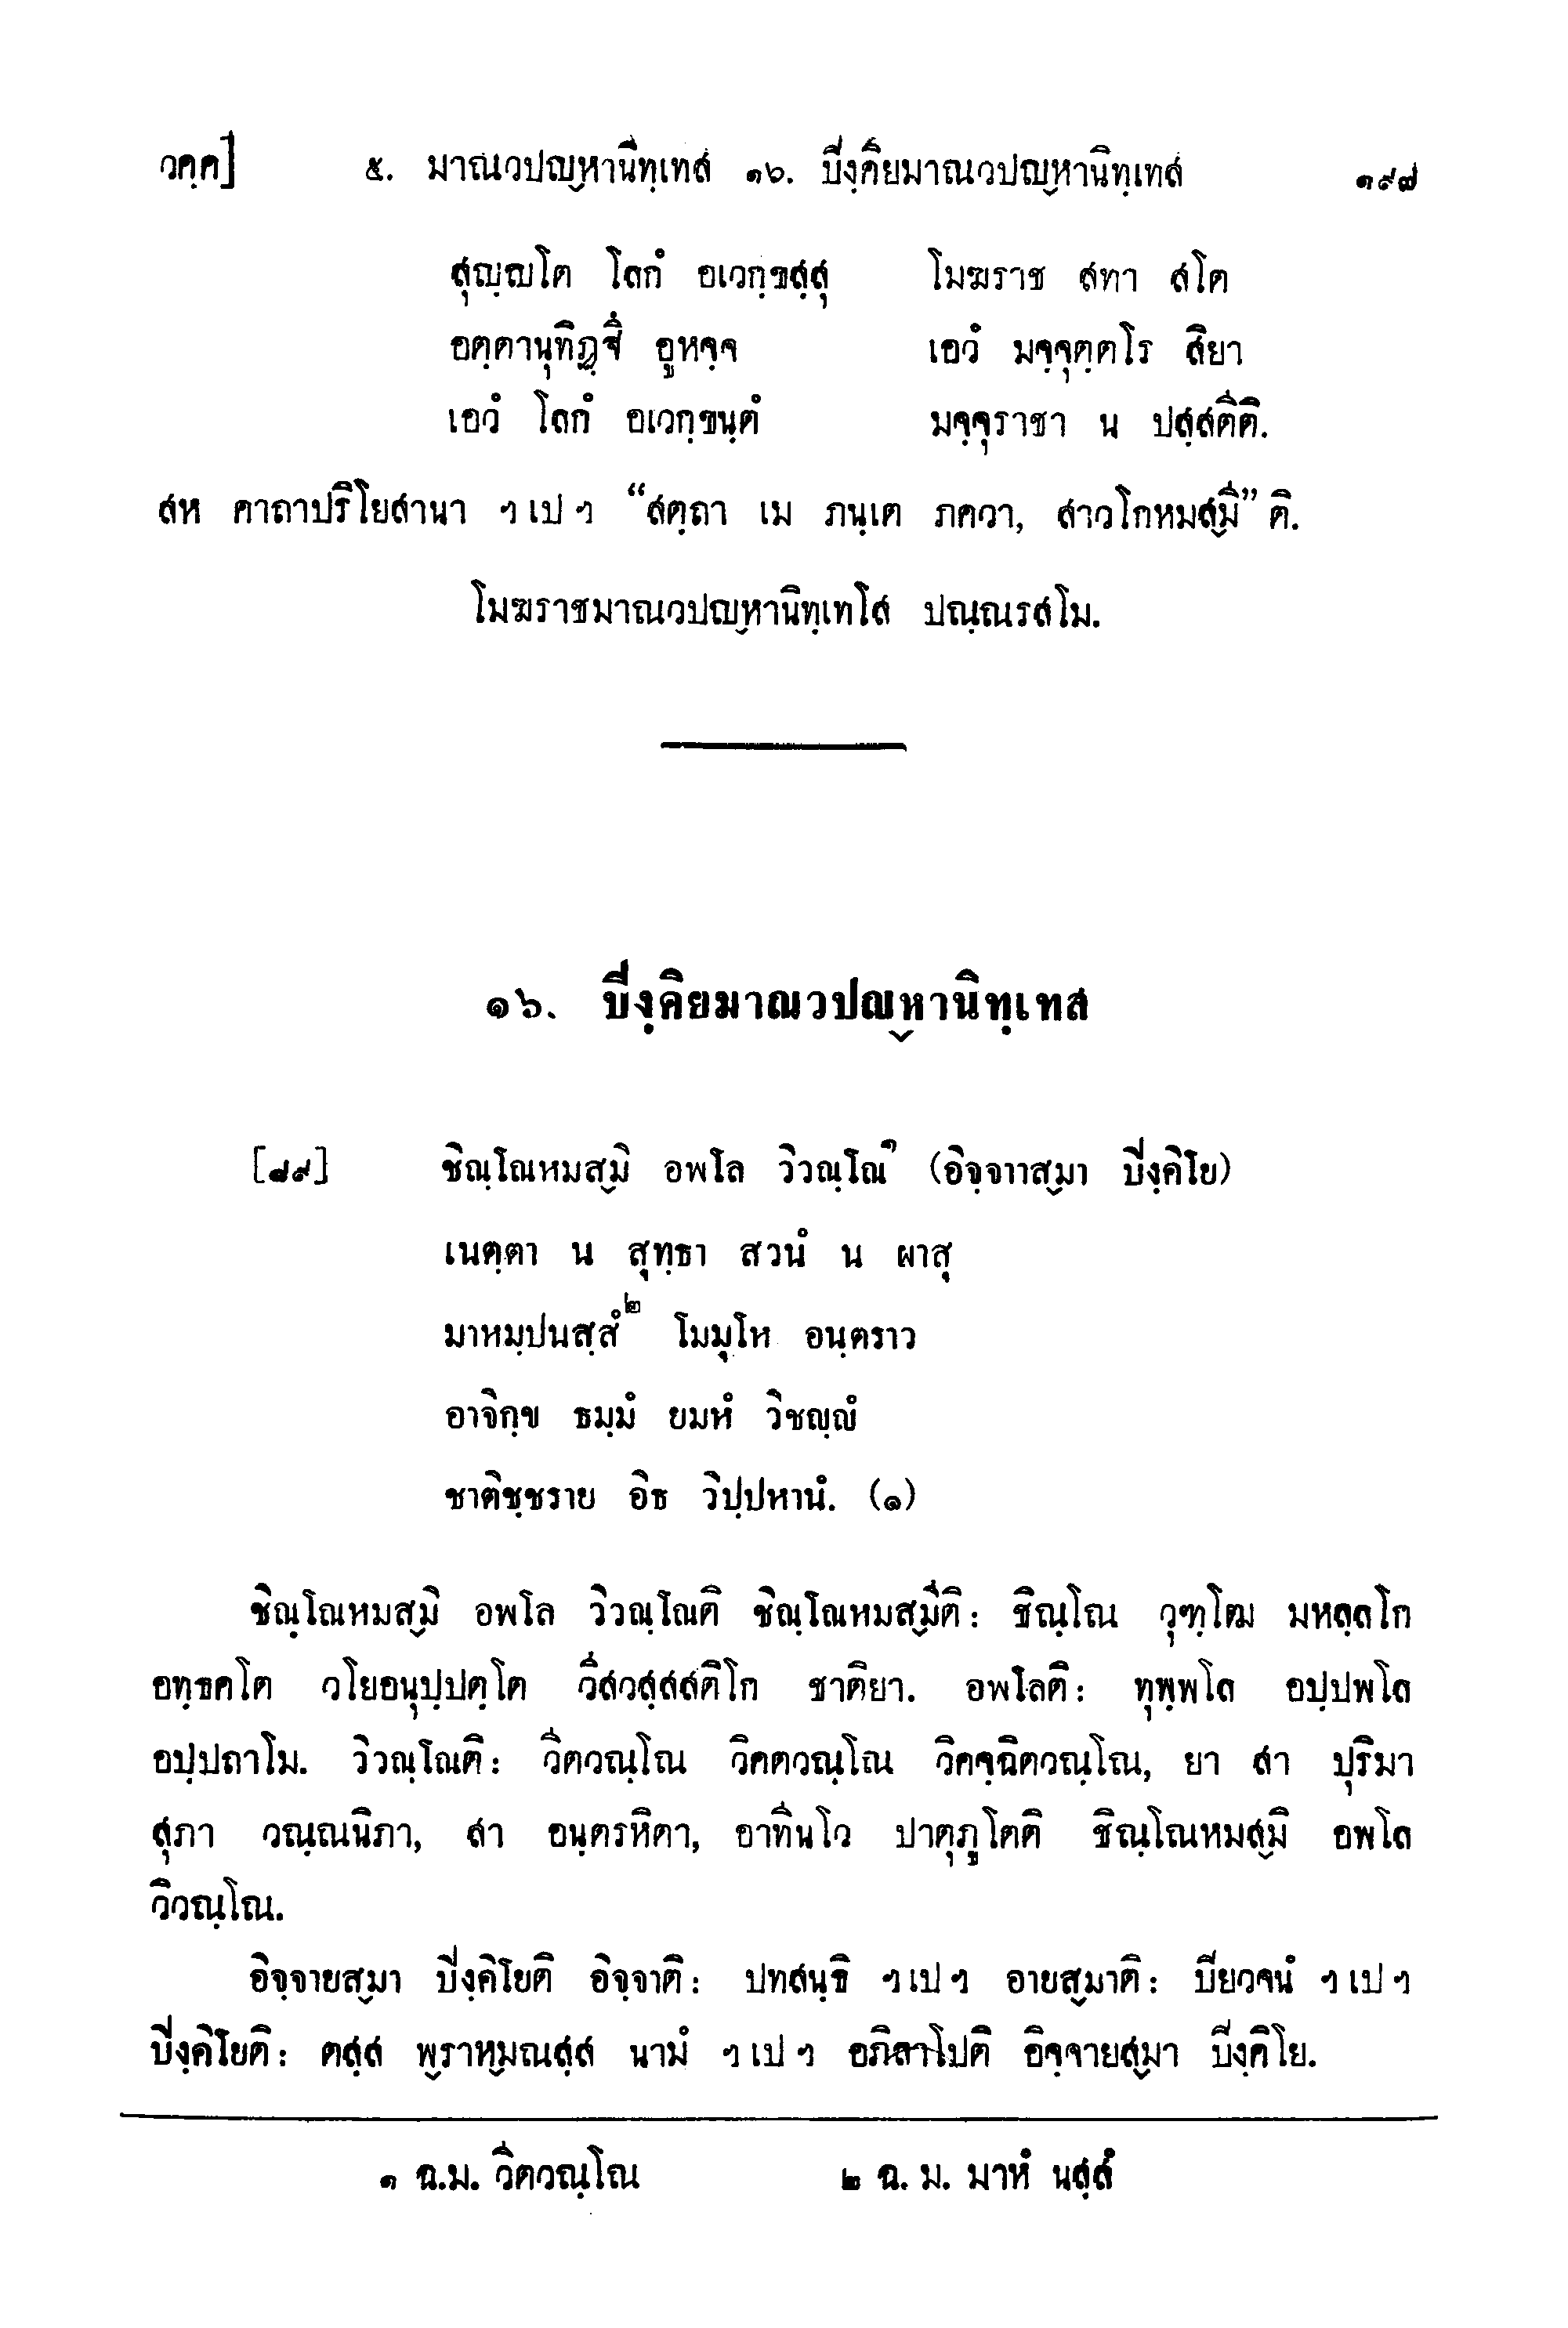 วคฺค] ๕. มาณวปญฺหานิทฺเทส ๑๖. ปิงฺคิยมาณวปญฺหานิทฺเทส ๑๙๗
สุญฺญโต โลกํ อเวกฺขสฺสุ โมฆราช สทา สโต
อตฺตานุทิฏฺฐึ อูหจฺจ เอวํ มจฺจุตฺตโร สิยา
เอวํ โลกํ อเวกฺขนฺตํ มจฺจุราชา น ปสฺสตีติ.
สห คาถาปริโยสานา ฯเปฯ “สตฺถา เม ภนฺเต ภควา, สาวโกหมสฺมี” ติ.
โมฆราชมาณวปญฺหานิทฺเทโส ปณฺณรสโม.
๑๖. ปิงฺคิยมาณวปญฺหานิทฺเทส
[๘๙] ชิณฺโณหมสฺมิ อพโล วิวณฺโณ๑ (อิจฺจาาสฺมา ปิงฺคิโย)
เนตฺตา น สุทฺธา สวนํ น ผาสุ
มาหมฺปนสฺสํ๒ โมมุโห อนฺตราว
อาจิกฺข ธมฺมํ ยมหํ วิชญฺญํ
ชาติชฺชราย อิธ วิปฺปหานํ. (๑)
ชิณฺโณหมสฺมิ อพโล วิวณฺโณติ ชิณฺโณหมสฺมีติ: ชิณฺโณ วุฑฺโฒ มหลฺลโก
อทฺธคโต วโยอนุปฺปตฺโต วีสวสฺสสติโก ชาติยา. อพโลติ: ทุพฺพโล อปฺปพโล
อปฺปถาโม. วิวณฺโณติ: วีตวณฺโณ วิคตวณฺโณ วิคจฺฉิตวณฺโณ, ยา สา ปุริมา
สุภา วณฺณนิภา, สา อนฺตรหิตา, อาทีนโว ปาตุภูโตติ ชิณฺโณหมสฺมิ อพโล
วิวณฺโณ.
อิจฺจายสฺมา ปิงฺคิโยติ อิจฺจาติ: ปทสนฺธิ ฯเปฯ อายสฺมาติ: ปิยวจนํ ฯเปฯ
ปิงฺคิโยติ: ตสฺส พฺราหฺมณสฺส นามํ ฯเปฯ อภิลาโปติ อิจฺจายสฺมา ปิงฺคิโย.
๑ ฉ.ม. วีตวณฺโณ ๒ ฉ. ม. มาหํ นสฺสํ